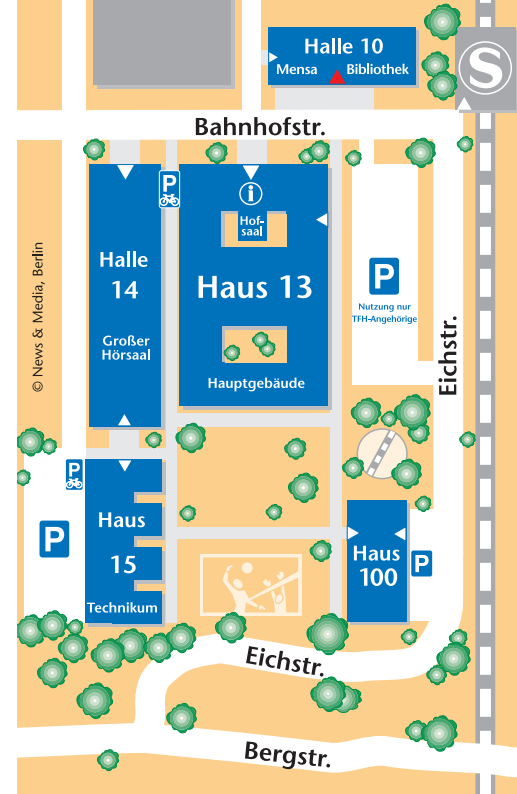 Halle 10
Mensa Bibliothek
S
Bahnhofstr.
P
i
Hof-
saal
Halle
14
Haus 13
P
Nutzung nur
TFH-Angehörige
Großer
Hörsaal
Hauptgebäude
© News & Media, Berlin
Eichstr.
P
P
Haus
15
Technikum
Haus
100
P
Eichstr.
Bergstr.